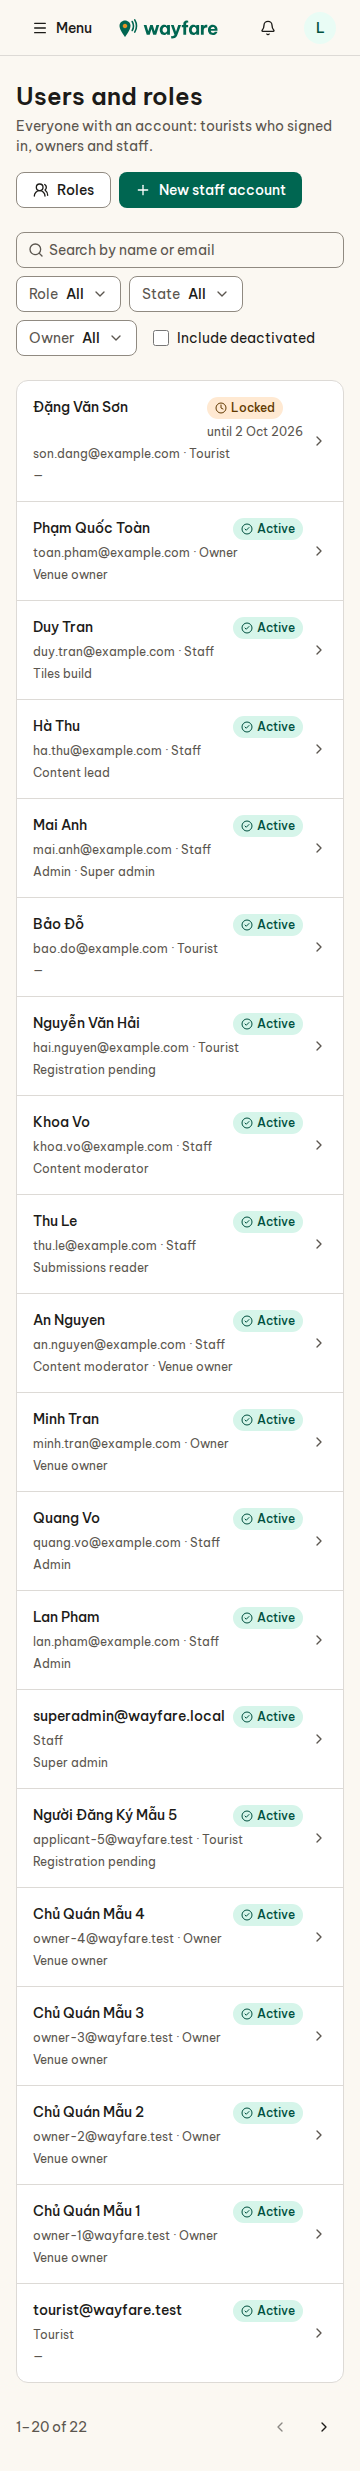 Menu wayfare L
Users and roles
Everyone with an account: tourists who signed
in, owners and staff.
Roles New staff account
Search by name or email
Role All State All
Owner All Include deactivated
Đặng Văn Sơn Locked
until 2 Oct 2026
son.dang@example.com · Tourist
–
Phạm Quốc Toàn Active
toan.pham@example.com · Owner
Venue owner
Duy Tran Active
duy.tran@example.com · Staff
Tiles build
Hà Thu Active
ha.thu@example.com · Staff
Content lead
Mai Anh Active
mai.anh@example.com · Staff
Admin · Super admin
Bảo Đỗ Active
bao.do@example.com · Tourist
–
Nguyễn Văn Hải Active
hai.nguyen@example.com · Tourist
Registration pending
Khoa Vo Active
khoa.vo@example.com · Staff
Content moderator
Thu Le Active
thu.le@example.com · Staff
Submissions reader
An Nguyen Active
an.nguyen@example.com · Staff
Content moderator · Venue owner
Minh Tran Active
minh.tran@example.com · Owner
Venue owner
Quang Vo Active
quang.vo@example.com · Staff
Admin
Lan Pham Active
lan.pham@example.com · Staff
Admin
superadmin@wayfare.local Active
Staff
Super admin
Người Đăng Ký Mẫu 5 Active
applicant-5@wayfare.test · Tourist
Registration pending
Chủ Quán Mẫu 4 Active
owner-4@wayfare.test · Owner
Venue owner
Chủ Quán Mẫu 3 Active
owner-3@wayfare.test · Owner
Venue owner
Chủ Quán Mẫu 2 Active
owner-2@wayfare.test · Owner
Venue owner
Chủ Quán Mẫu 1 Active
owner-1@wayfare.test · Owner
Venue owner
tourist@wayfare.test Active
Tourist
–
1–20 of 22